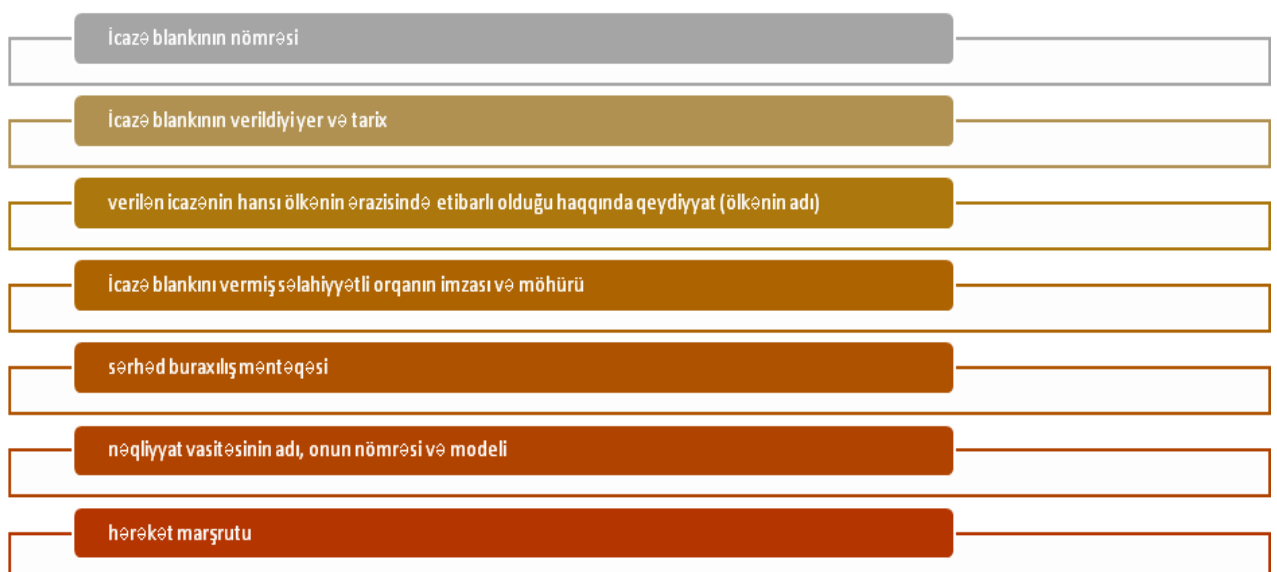 İcazə blankının nömrəsi
İcazə blankının verildiyi yer və tarix
verilən icazənin hansı ölkənin ərazisində etibarlı olduğu haqqında qeydiyyat (ölkənin adı)
İcazə blankını vermiş səlahiyyətli orqanın imzası və möhürü
sərhəd buraxılış məntəqəsi
nəqliyyat vasitəsinin adı, onun nömrəsi və modeli
hərəkət marşrutu